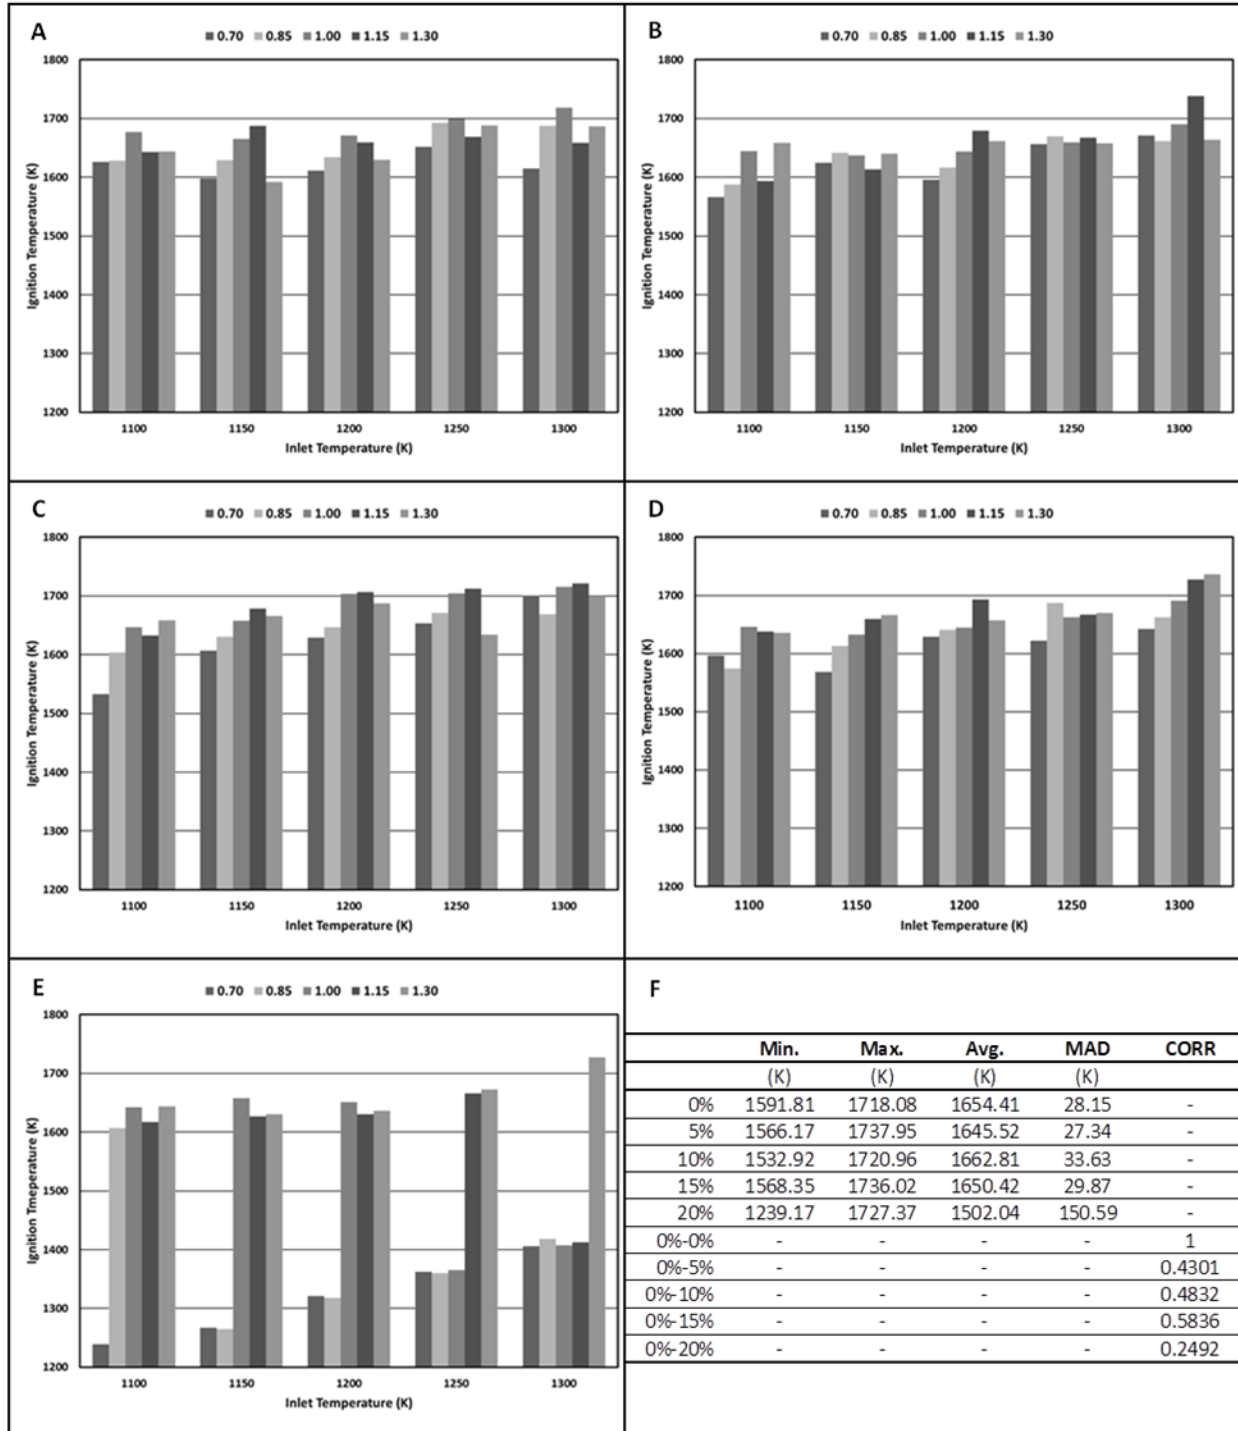 A
■ 0.70 ■ 0.85 ■ 1.00 ■ 1.15 ■ 1.30
1800
1700
1600
1500
1400
1300
1200
Ignition Temperature (K)
1100 1150 1200 1250 1300
Inlet Temperature (K)
B
■ 0.70 ■ 0.85 ■ 1.00 ■ 1.15 ■ 1.30
1800
1700
1600
1500
1400
1300
1200
Ignition Temperature (K)
1100 1150 1200 1250 1300
Inlet Temperature (K)
C
■ 0.70 ■ 0.85 ■ 1.00 ■ 1.15 ■ 1.30
1800
1700
1600
1500
1400
1300
1200
Ignition Temperature (K)
1100 1150 1200 1250 1300
Inlet Temperature (K)
D
■ 0.70 ■ 0.85 ■ 1.00 ■ 1.15 ■ 1.30
1800
1700
1600
1500
1400
1300
1200
Ignition Temperature (K)
1100 1150 1200 1250 1300
Inlet Temperature (K)
E
■ 0.70 ■ 0.85 ■ 1.00 ■ 1.15 ■ 1.30
1800
1700
1600
1500
1400
1300
1200
Ignition Tmeperature (K)
1100 1150 1200 1250 1300
Inlet Temperature (K)
F
Min. Max. Avg. MAD CORR
(K) (K) (K) (K)
0% 1591.81 1718.08 1654.41 28.15 -
5% 1566.17 1737.95 1645.52 27.34 -
10% 1532.92 1720.96 1662.81 33.63 -
15% 1568.35 1736.02 1650.42 29.87 -
20% 1239.17 1727.37 1502.04 150.59 -
0%-0% - - - - 1
0%-5% - - - - 0.4301
0%-10% - - - - 0.4832
0%-15% - - - - 0.5836
0%-20% - - - - 0.2492